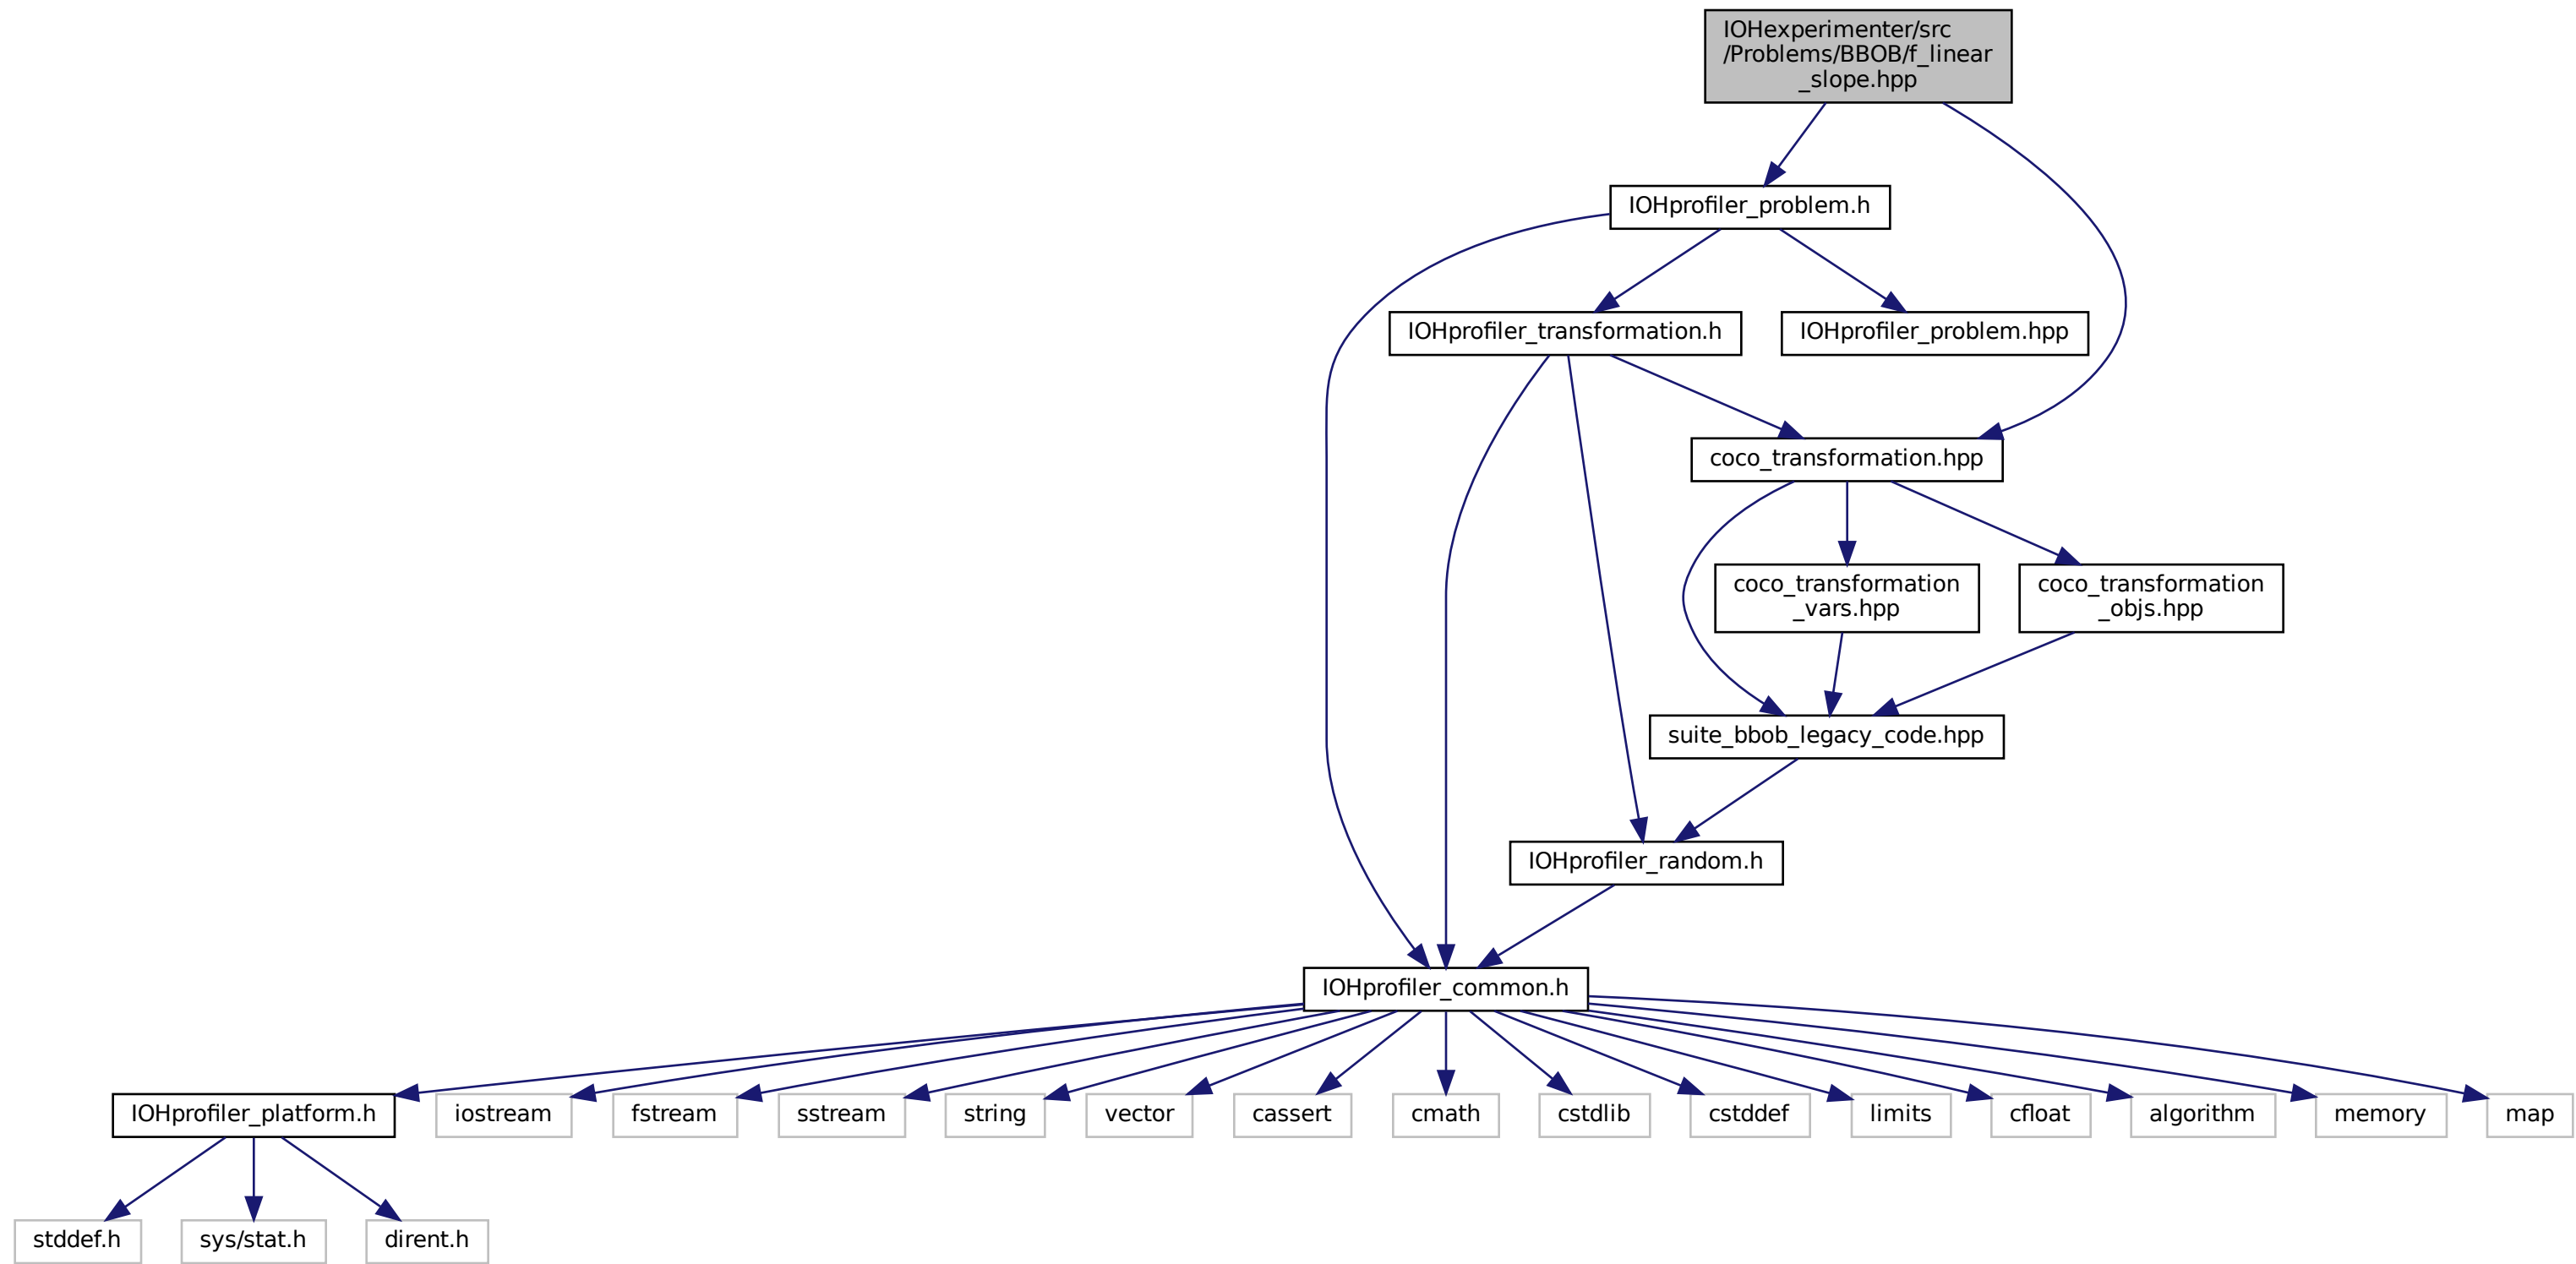 IOHexperimenter/src
/Problems/BBOB/f_linear
_slope.hpp
IOHprofiler_problem.h
IOHprofiler_transformation.h
IOHprofiler_problem.hpp
coco_transformation.hpp
coco_transformation
_vars.hpp
coco_transformation
_objs.hpp
suite_bbob_legacy_code.hpp
IOHprofiler_random.h
IOHprofiler_common.h
IOHprofiler_platform.h
iostream
fstream
sstream
string
vector
cassert
cmath
cstdlib
cstddef
limits
cfloat
algorithm
memory
map
stddef.h
sys/stat.h
dirent.h